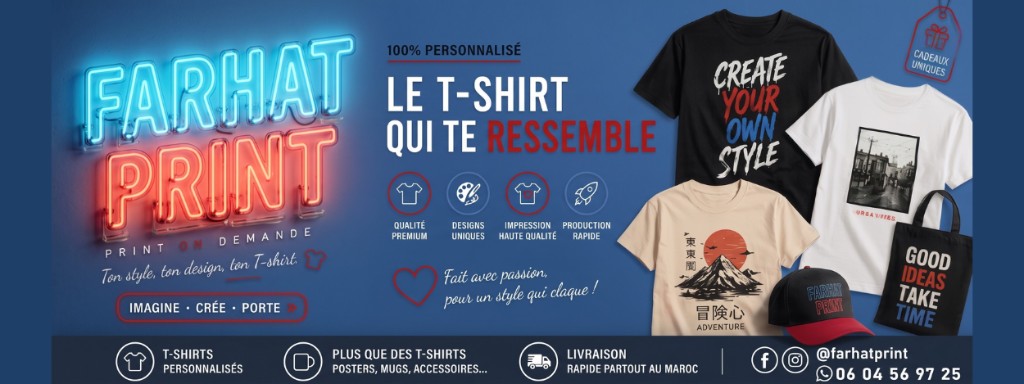 FARHAT
PRINT
PRINT ON DEMANDE
Ton style, ton design, ton T-shirt.
IMAGINE • CRÉE • PORTE
100% PERSONNALISÉ
LE T-SHIRT
QUI TE RESSEMBLE
QUALITÉ
PREMIUM
DESIGNS
UNIQUES
IMPRESSION
HAUTE QUALITÉ
PRODUCTION
RAPIDE
Fait avec passion,
pour un style qui claque !
CREATE
YOUR
OWN
STYLE
CADEAUX
UNIQUES
冒険心
ADVENTURE
FARHAT
PRINT
GOOD
IDEAS
TAKE
TIME
T-SHIRTS
PERSONNALISÉS
PLUS QUE DES T-SHIRTS
POSTERS, MUGS, ACCESSOIRES...
LIVRAISON
RAPIDE PARTOUT AU MAROC
@farhatprint
06 04 56 97 25